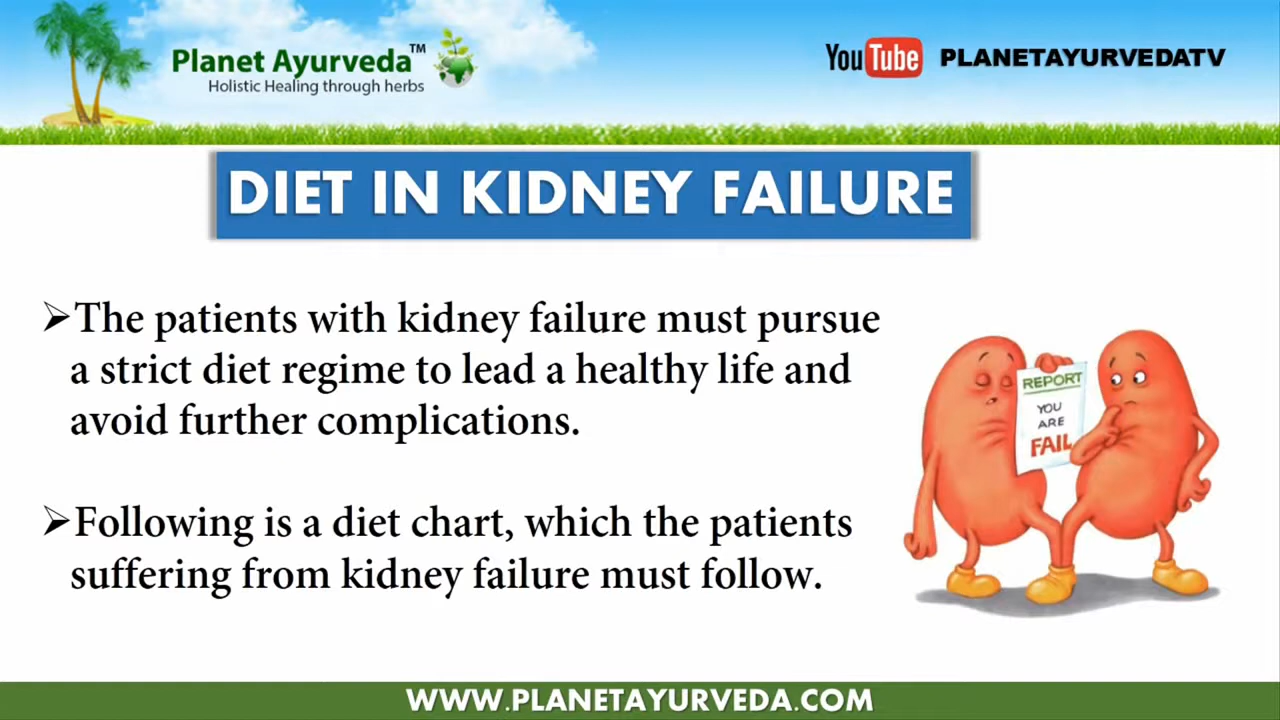 Planet Ayurveda™
Holistic Healing through herbs
YouTube PLANETAYURVEDATV
DIET IN KIDNEY FAILURE
➢The patients with kidney failure must pursue
a strict diet regime to lead a healthy life and
avoid further complications.
➢Following is a diet chart, which the patients
suffering from kidney failure must follow.
REPORT
YOU
ARE
FAIL
WWW.PLANETAYURVEDA.COM